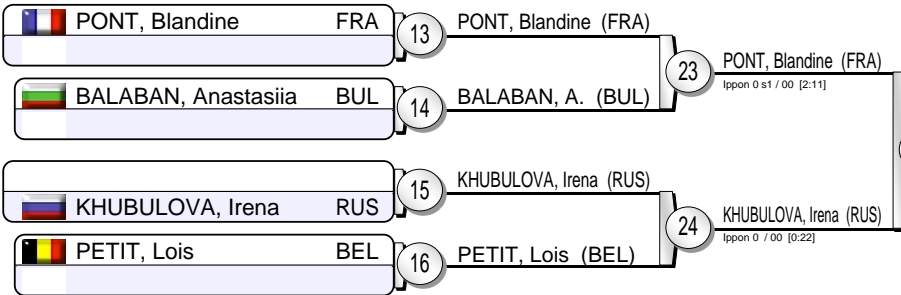 PONT, Blandine FRA
13
PONT, Blandine (FRA)
23
PONT, Blandine (FRA)
Ippon 0 s1 / 00 [2:11]
BALABAN, Anastasiia BUL
14
BALABAN, A. (BUL)
KHUBULOVA, Irena RUS
15
KHUBULOVA, Irena (RUS)
24
KHUBULOVA, Irena (RUS)
Ippon 0 / 00 [0:22]
PETIT, Lois BEL
16
PETIT, Lois (BEL)